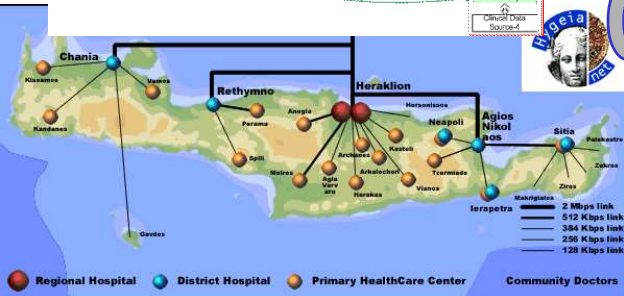 Clinical Data
Source-4
Hygeia
net
Chania
Kissamos
Vamos
Kandanos
Gavdos
Rethymno
Perama
Spili
Heraklion
Anogia
Hersonissos
Archanes
Kasteli
Arkalochori
Moires
Agia
Varv
ara
Harakas
Vianos
Agios
Nikol
aos
Neapoli
Tzermiado
Ierapetra
Sitia
Palekastro
Zakros
Ziros
Makrigialos
2 Mbps link
512 Kbps link
384 Kbps link
256 Kbps link
128 Kbps link
Regional Hospital
District Hospital
Primary HealthCare Center
Community Doctors